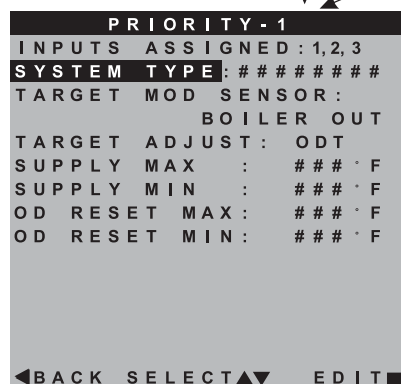 PRIORITY-1
INPUTS ASSIGNED:1,2,3
SYSTEM TYPE:########
TARGET MOD SENSOR:
BOILER OUT
TARGET ADJUST: ODT
SUPPLY MAX : ###°F
SUPPLY MIN : ###°F
OD RESET MAX: ###°F
OD RESET MIN: ###°F
◀BACK SELECT▲▼ EDIT■